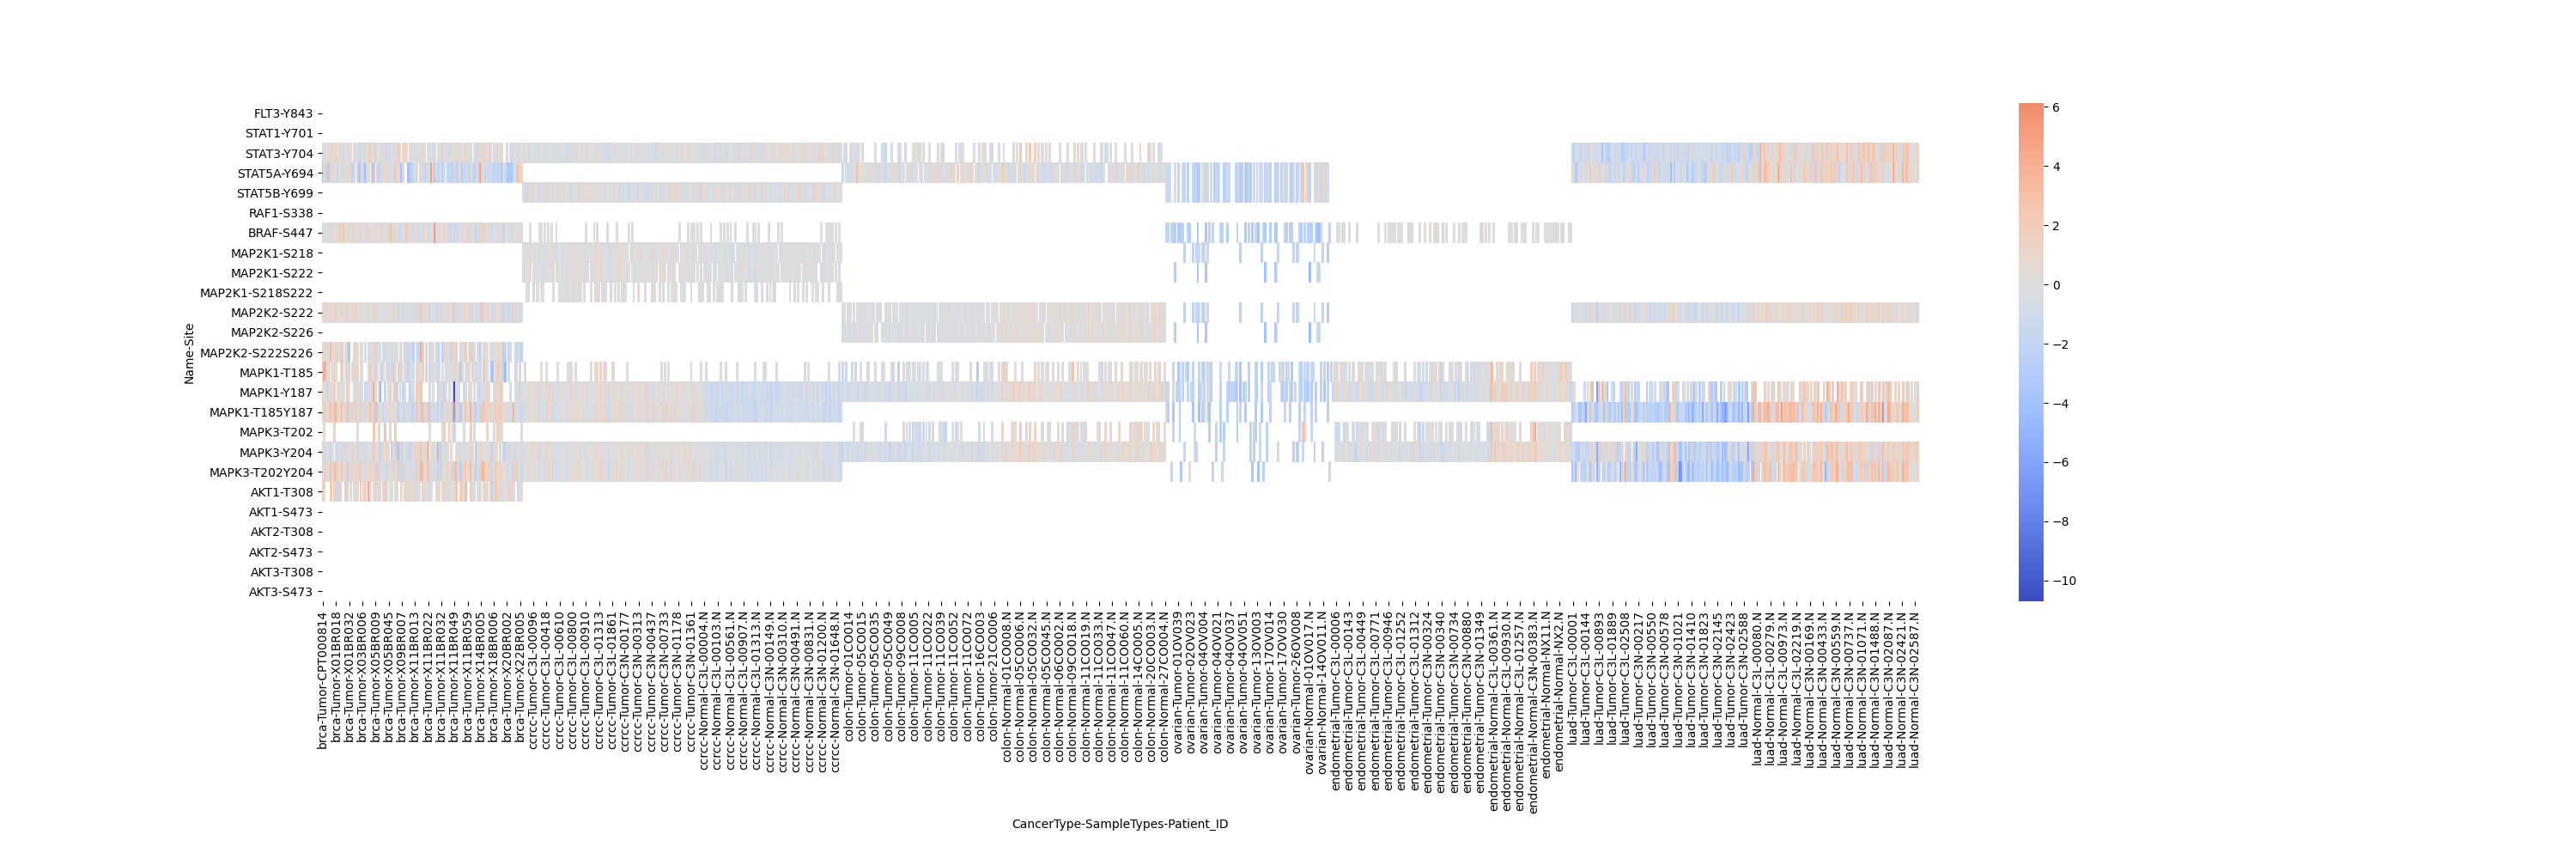 FLT3-Y843
STAT1-Y701
STAT3-Y704
STAT5A-Y694
STAT5B-Y699
RAF1-S338
BRAF-S447
MAP2K1-S218
MAP2K1-S222
MAP2K1-S218S222
MAP2K2-S222
MAP2K2-S226
MAP2K2-S222S226
MAPK1-T185
MAPK1-Y187
MAPK1-T185Y187
MAPK3-T202
MAPK3-Y204
MAPK3-T202Y204
AKT1-T308
AKT1-S473
AKT2-T308
AKT2-S473
AKT3-T308
AKT3-S473
Name-Site
brca-Tumor-CPT000814
brca-Tumor-X01BR018
brca-Tumor-X01BR032
brca-Tumor-X03BR006
brca-Tumor-X05BR009
brca-Tumor-X05BR045
brca-Tumor-X09BR007
brca-Tumor-X11BR013
brca-Tumor-X11BR022
brca-Tumor-X11BR032
brca-Tumor-X11BR049
brca-Tumor-X11BR059
brca-Tumor-X14BR005
brca-Tumor-X18BR006
brca-Tumor-X20BR002
brca-Tumor-X22BR005
ccrcc-Tumor-C3L-00096
ccrcc-Tumor-C3L-00418
ccrcc-Tumor-C3L-00610
ccrcc-Tumor-C3L-00800
ccrcc-Tumor-C3L-00910
ccrcc-Tumor-C3L-01313
ccrcc-Tumor-C3L-01861
ccrcc-Tumor-C3N-00177
ccrcc-Tumor-C3N-00313
ccrcc-Tumor-C3N-00437
ccrcc-Tumor-C3N-00733
ccrcc-Tumor-C3N-01178
ccrcc-Tumor-C3N-01361
ccrcc-Normal-C3L-00004.N
ccrcc-Normal-C3L-00103.N
ccrcc-Normal-C3L-00561.N
ccrcc-Normal-C3L-00907.N
ccrcc-Normal-C3L-01313.N
ccrcc-Normal-C3N-00149.N
ccrcc-Normal-C3N-00310.N
ccrcc-Normal-C3N-00491.N
ccrcc-Normal-C3N-00831.N
ccrcc-Normal-C3N-01200.N
ccrcc-Normal-C3N-01648.N
colon-Tumor-01CO014
colon-Tumor-05CO015
colon-Tumor-05CO035
colon-Tumor-05CO049
colon-Tumor-09CO008
colon-Tumor-11CO005
colon-Tumor-11CO022
colon-Tumor-11CO039
colon-Tumor-11CO052
colon-Tumor-11CO072
colon-Tumor-16CO003
colon-Tumor-21CO006
colon-Normal-01CO008.N
colon-Normal-05CO006.N
colon-Normal-05CO032.N
colon-Normal-05CO045.N
colon-Normal-06CO002.N
colon-Normal-09CO018.N
colon-Normal-11CO019.N
colon-Normal-11CO033.N
colon-Normal-11CO047.N
colon-Normal-11CO060.N
colon-Normal-14CO005.N
colon-Normal-20CO003.N
colon-Normal-27CO004.N
ovarian-Tumor-01OV039
ovarian-Tumor-02OV023
ovarian-Tumor-04OV004
ovarian-Tumor-04OV021
ovarian-Tumor-04OV037
ovarian-Tumor-04OV051
ovarian-Tumor-13OV003
ovarian-Tumor-17OV014
ovarian-Tumor-17OV030
ovarian-Tumor-26OV008
ovarian-Normal-01OV017.N
ovarian-Normal-14OV011.N
endometrial-Tumor-C3L-00006
endometrial-Tumor-C3L-00143
endometrial-Tumor-C3L-00449
endometrial-Tumor-C3L-00771
endometrial-Tumor-C3L-00946
endometrial-Tumor-C3L-01252
endometrial-Tumor-C3L-01312
endometrial-Tumor-C3N-00324
endometrial-Tumor-C3N-00340
endometrial-Tumor-C3N-00734
endometrial-Tumor-C3N-00880
endometrial-Tumor-C3N-01349
endometrial-Normal-C3L-00361.N
endometrial-Normal-C3L-00930.N
endometrial-Normal-C3L-01257.N
endometrial-Normal-C3N-00383.N
endometrial-Normal-NX11.N
endometrial-Normal-NX2.N
luad-Tumor-C3L-00001
luad-Tumor-C3L-00144
luad-Tumor-C3L-00893
luad-Tumor-C3L-01889
luad-Tumor-C3L-02508
luad-Tumor-C3N-00217
luad-Tumor-C3N-00550
luad-Tumor-C3N-00578
luad-Tumor-C3N-01021
luad-Tumor-C3N-01410
luad-Tumor-C3N-01823
luad-Tumor-C3N-02145
luad-Tumor-C3N-02423
luad-Tumor-C3N-02588
luad-Normal-C3L-00080.N
luad-Normal-C3L-00279.N
luad-Normal-C3L-00973.N
luad-Normal-C3L-02219.N
luad-Normal-C3N-00169.N
luad-Normal-C3N-00433.N
luad-Normal-C3N-00559.N
luad-Normal-C3N-00737.N
luad-Normal-C3N-01071.N
luad-Normal-C3N-01488.N
luad-Normal-C3N-02087.N
luad-Normal-C3N-02421.N
luad-Normal-C3N-02587.N
CancerType-SampleTypes-Patient_ID
6
4
2
0
−2
−4
−6
−8
−10